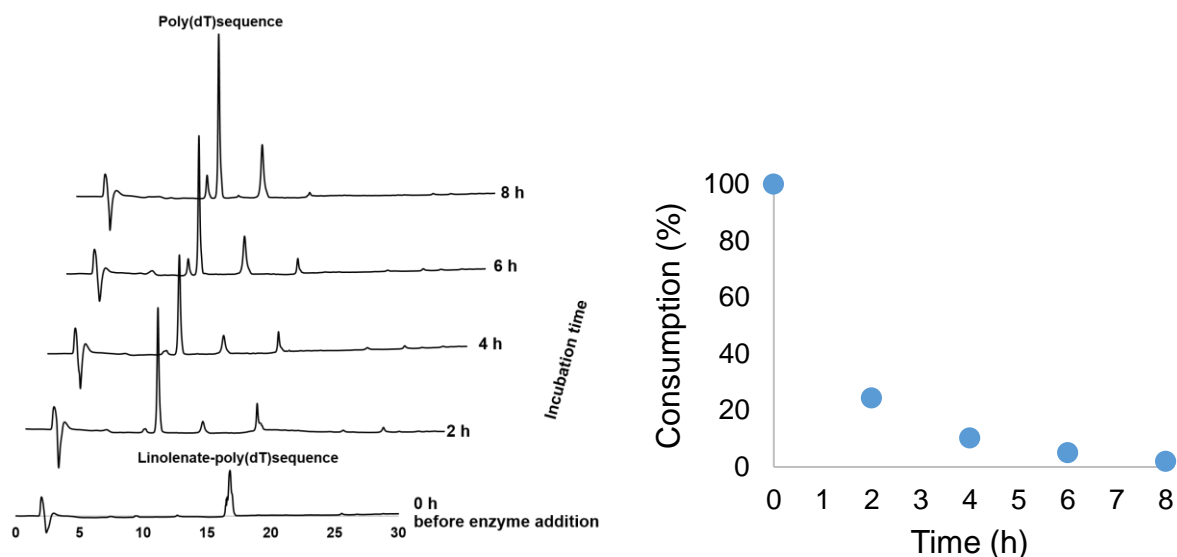 Poly(dT)sequence
8 h
6 h
4 h
2 h
Incubation time
Linolenate-poly(dT)sequence
0 h
before enzyme addition
0 5 10 15 20 25 30
Consumption (%)
100
80
60
40
20
0
0 1 2 3 4 5 6 7 8
Time (h)